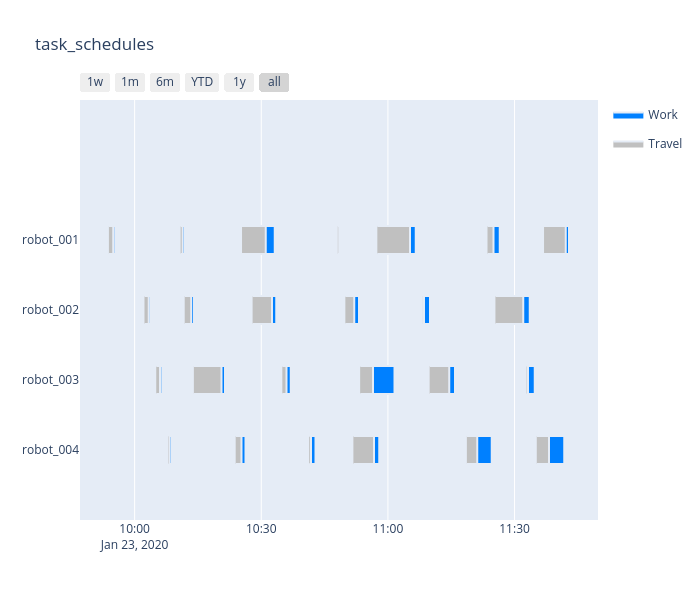 task_schedules
1w 1m 6m YTD 1y all
Work
Travel
robot_001
robot_002
robot_003
robot_004
10:00 10:30 11:00 11:30
Jan 23, 2020